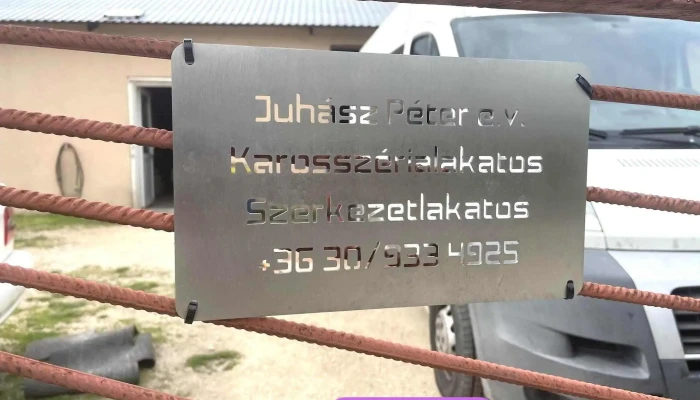 Juhász Péter e.v.
Karosszérialakatos
Szerkezetlakatos
+36 30/933 4925